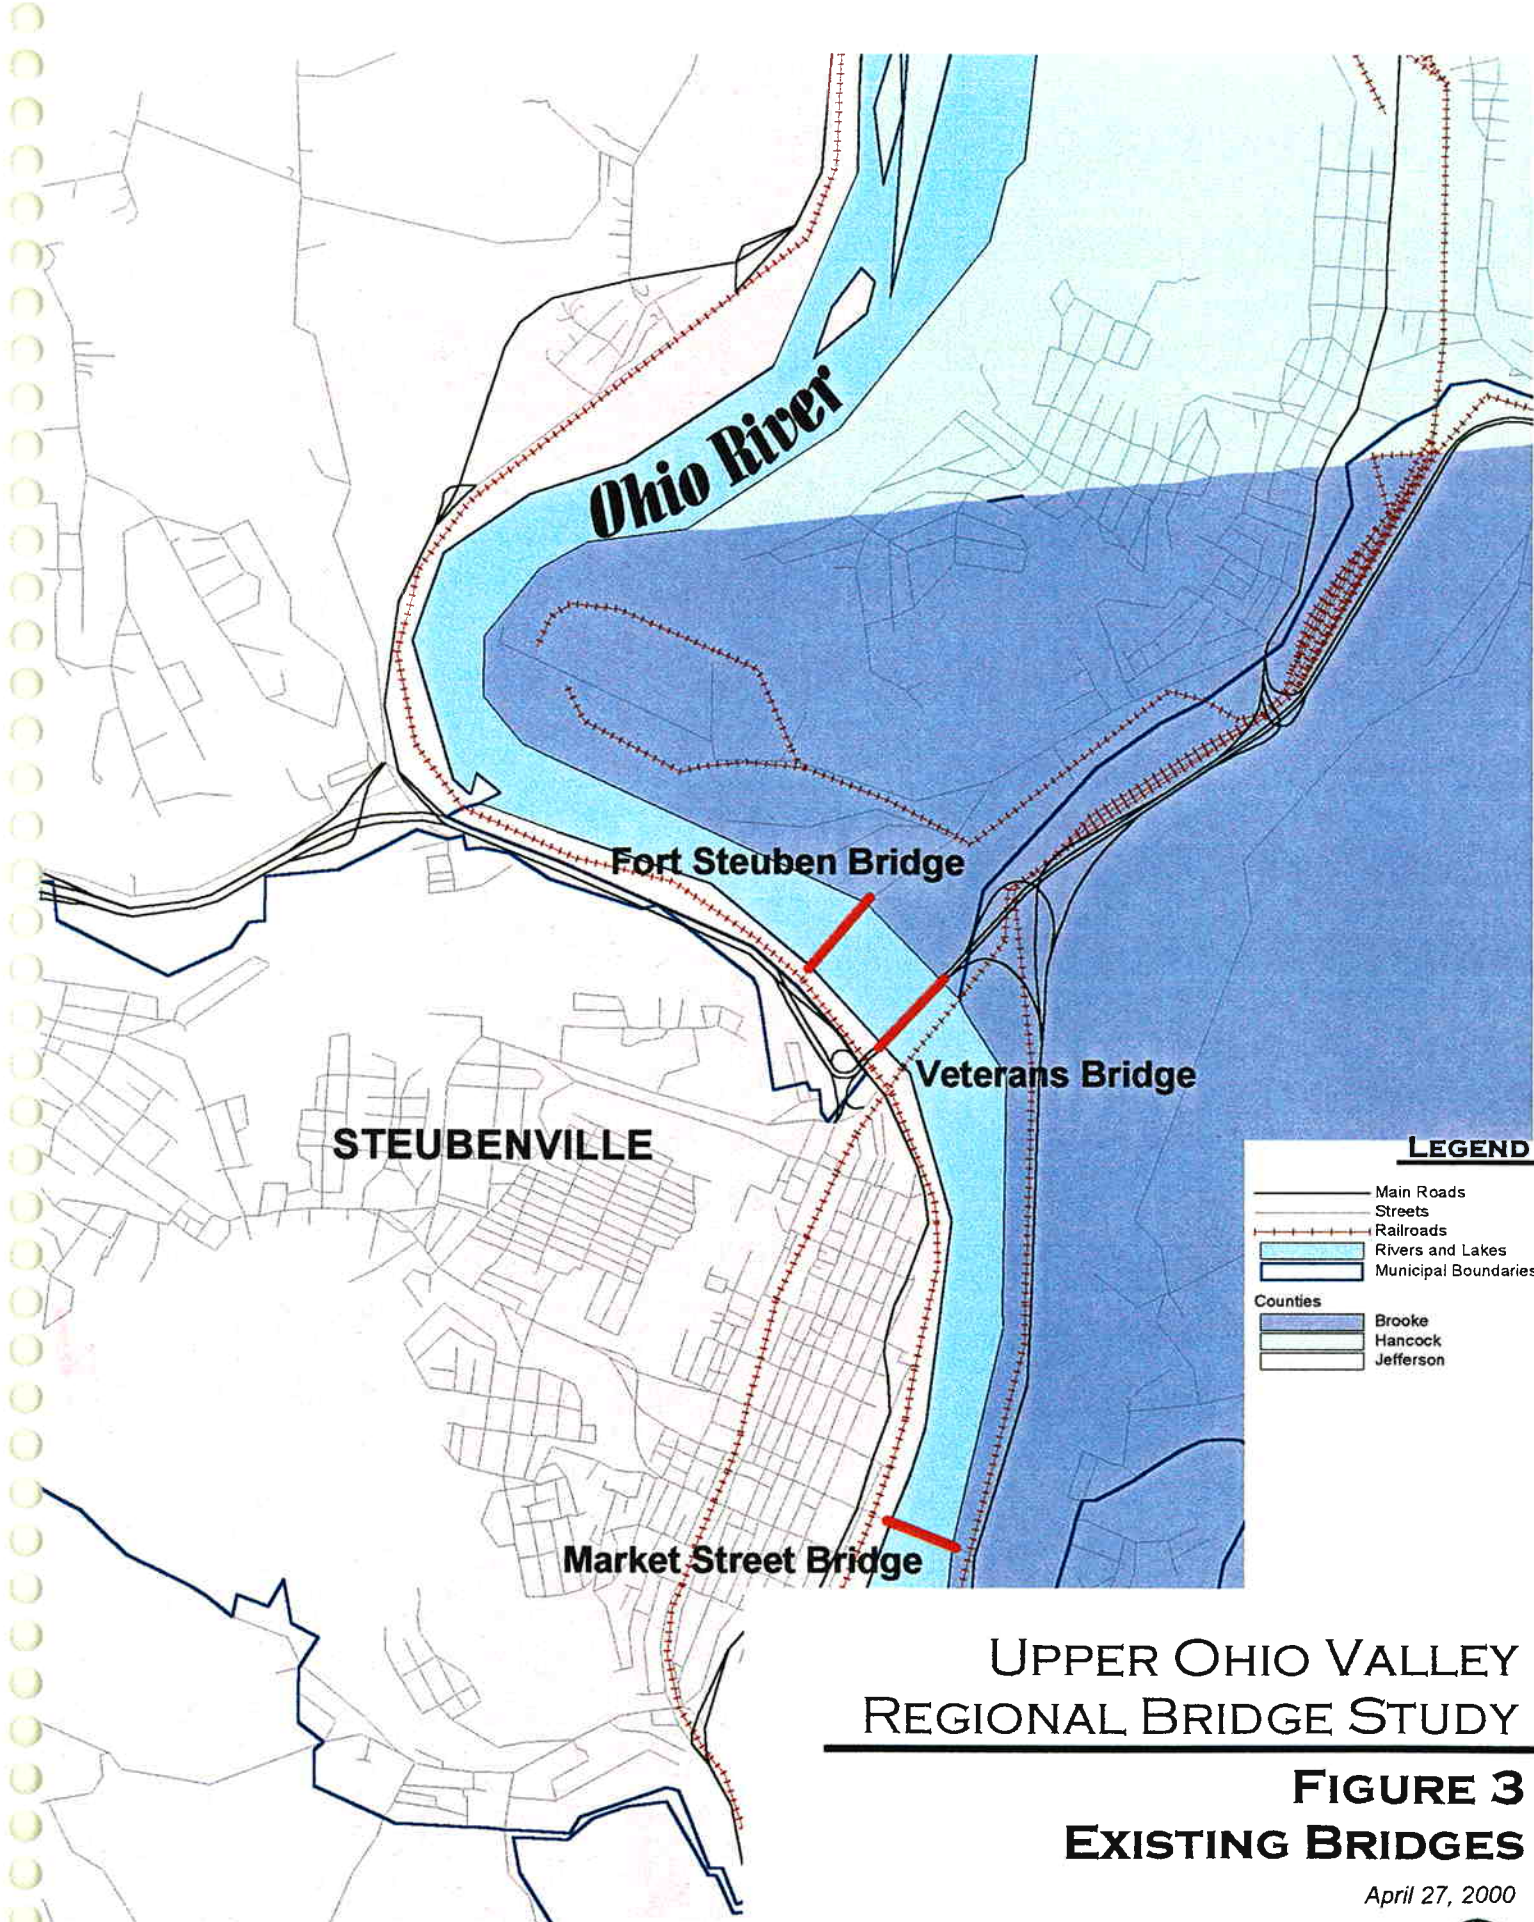 Ohio River
Fort Steuben Bridge
Veterans Bridge
STEUBENVILLE
LEGEND
Main Roads
Streets
Railroads
Rivers and Lakes
Municipal Boundaries
Counties
Brooke
Hancock
Jefferson
Market Street Bridge
UPPER OHIO VALLEY
REGIONAL BRIDGE STUDY
FIGURE 3
EXISTING BRIDGES
April 27, 2000